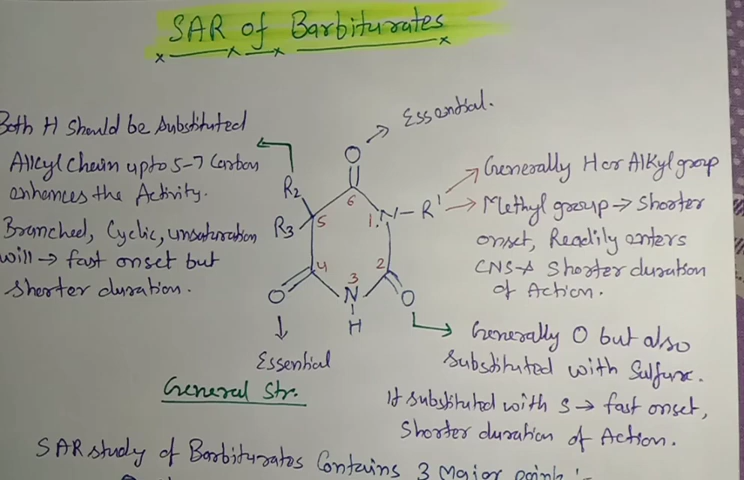 SAR of Barbiturates
Both H Should be Substituted
Alkyl Chain upto 5-7 Carbon
enhances the Activity.
Branched, Cyclic, unsaturation
will → fast onset but
Shorter duration.
Essential.
O
R2
R3
6
5
1.
N-R'
4
3
2
O
N
H
O
Essential
General Str.
Generally H or Alkyl group
Methyl group → Shorter
onset, Readily enters
CNS → Shorter duration
of Action.
Generally O but also
Substituted with Sulfur.
If substituted with S → fast onset,
Shorter duration of Action.
SAR study of Barbiturates Contains 3 Major point :-